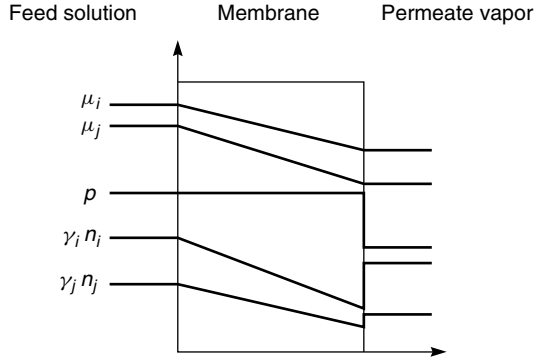 Feed solution Membrane Permeate vapor
μi
μj
p
γi ni
γj nj